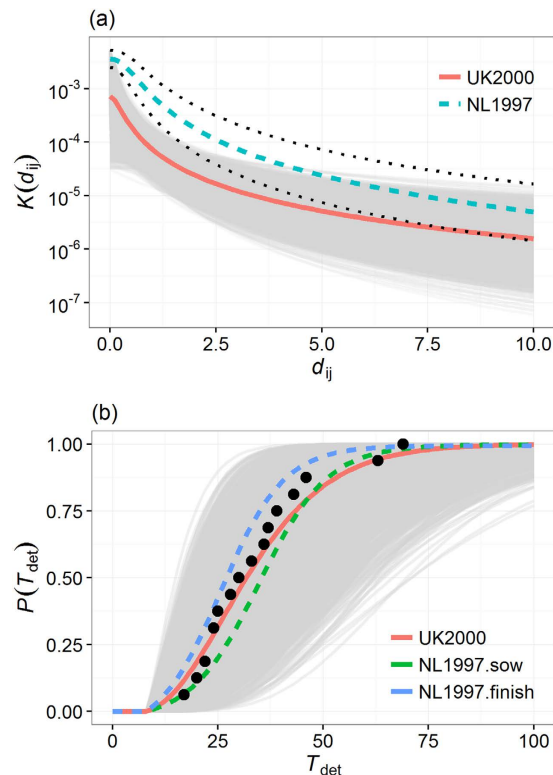 (a)
K(d_ij)
10⁻³
10⁻⁴
10⁻⁵
10⁻⁶
10⁻⁷
UK2000
NL1997
0.0 2.5 5.0 7.5 10.0
d_ij
(b)
P(T_det)
1.00
0.75
0.50
0.25
0.00
UK2000
NL1997.sow
NL1997.finish
0 25 50 75 100
T_det